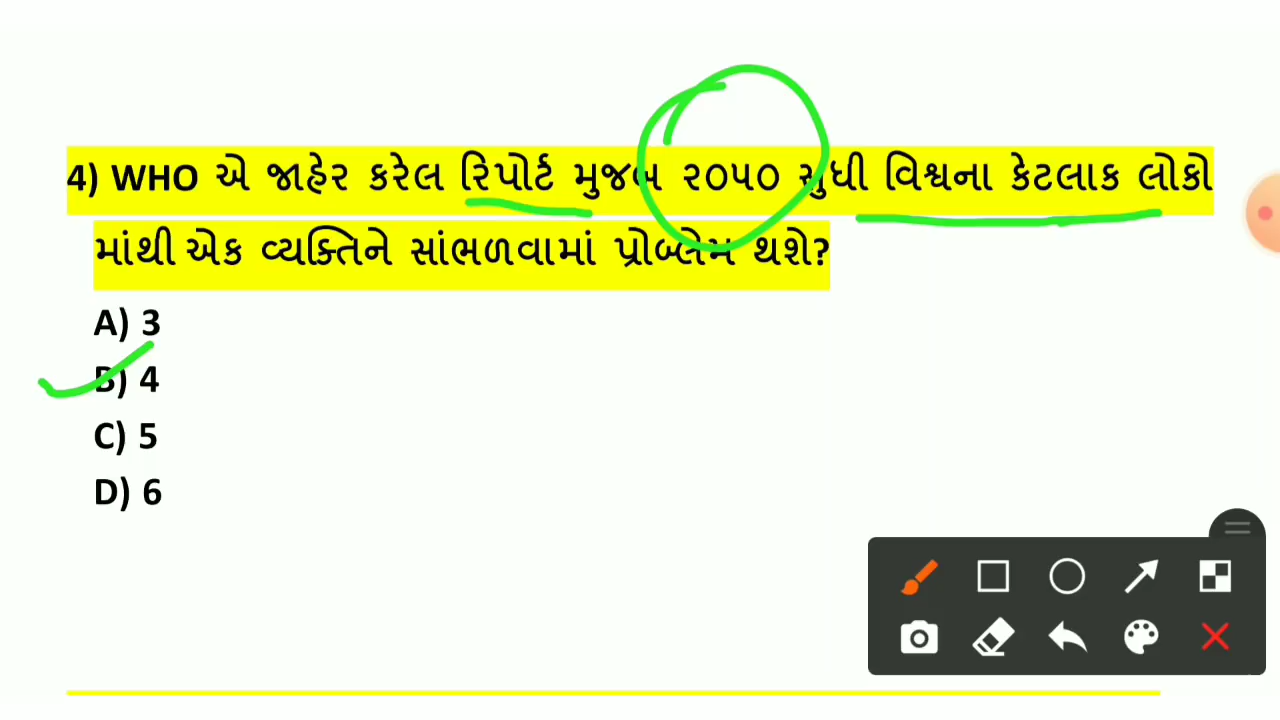 4) WHO એ જાહેર કરેલ રિપોર્ટ મુજબ ૨૦૫૦ સુધી વિશ્વના કેટલાક લોકો
માંથી એક વ્યક્તિને સાંભળવામાં પ્રોબ્લેમ થશે?
A) 3
B) 4
C) 5
D) 6